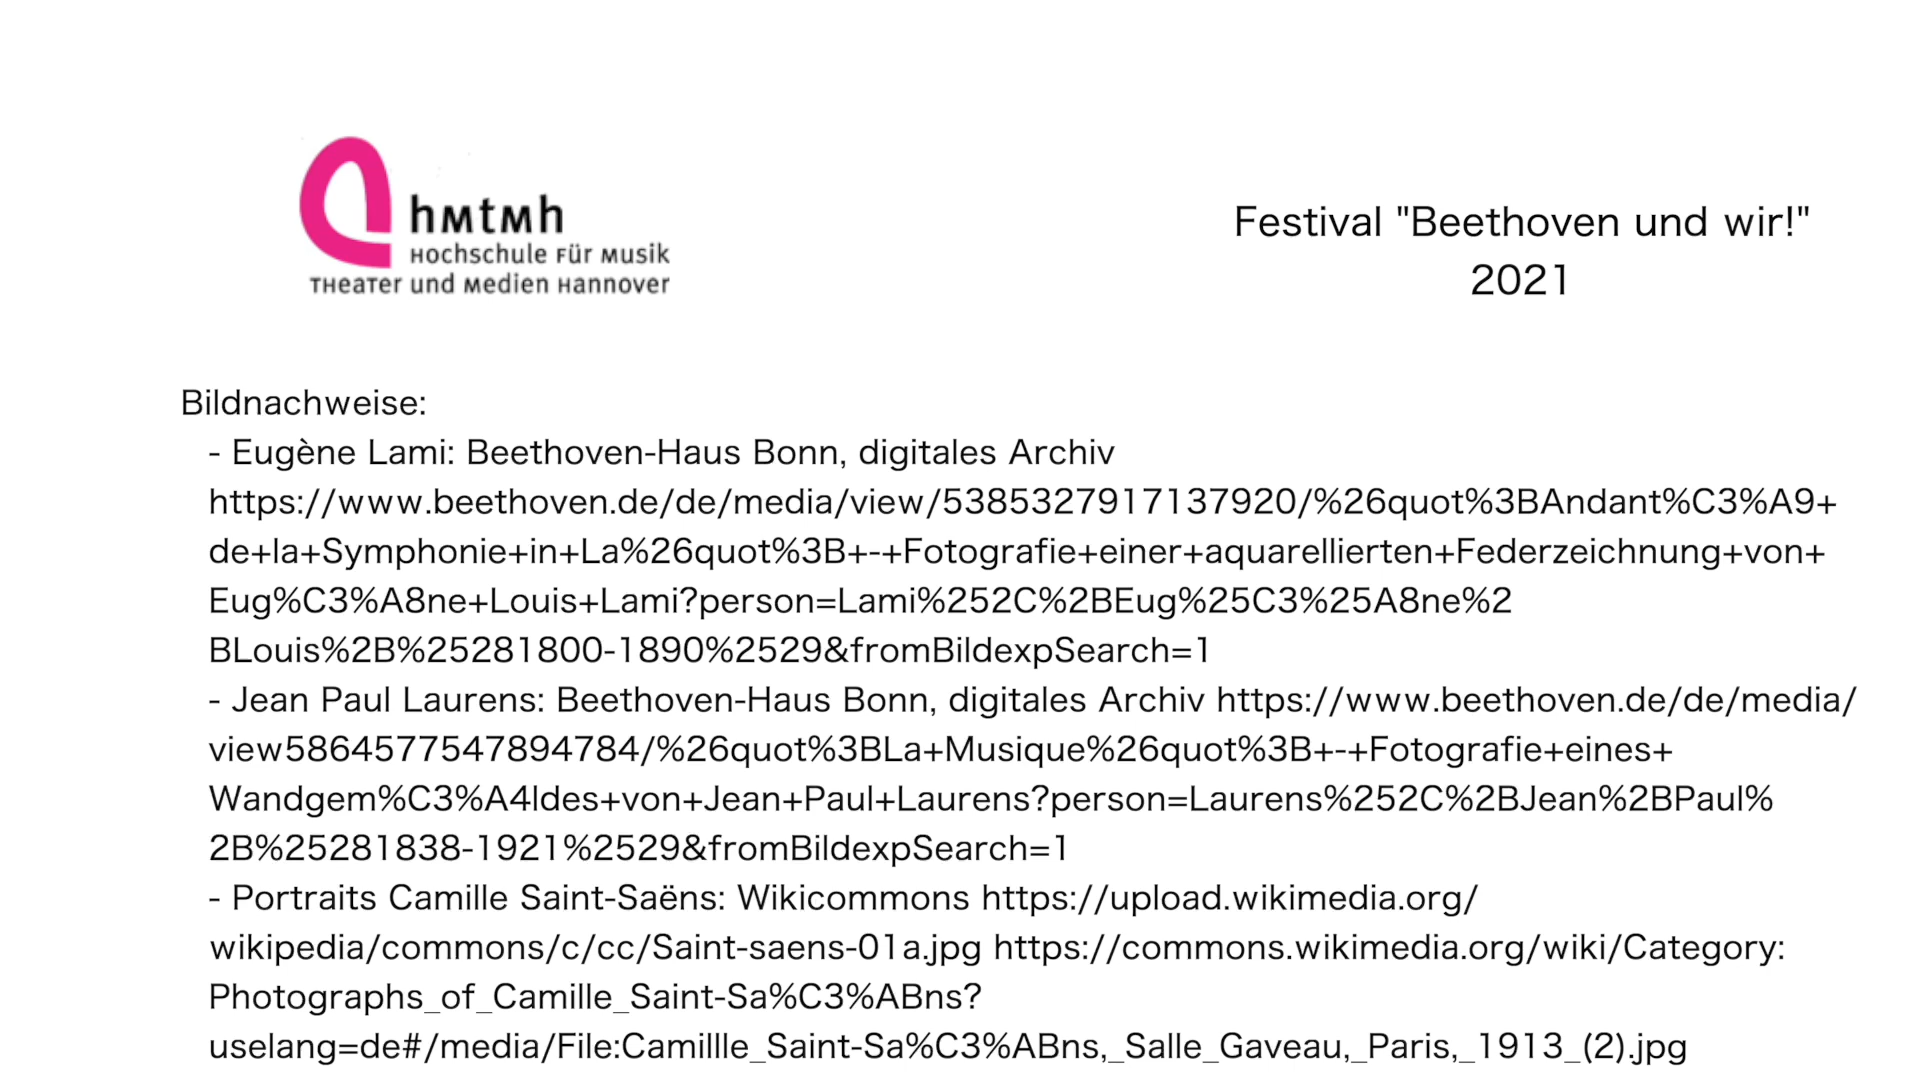 hmtmh
Hochschule für Musik
Theater und Medien Hannover
Festival "Beethoven und wir!"
2021
Bildnachweise:
- Eugène Lami: Beethoven-Haus Bonn, digitales Archiv
https://www.beethoven.de/de/media/view/5385327917137920/%26quot%3BAndant%C3%A9+
de+la+Symphonie+in+La%26quot%3B+-+Fotografie+einer+aquarellierten+Federzeichnung+von+
Eug%C3%A8ne+Louis+Lami?person=Lami%252C%2BEug%25C3%25A8ne%2
BLouis%2B%25281800-1890%2529&fromBildexpSearch=1
- Jean Paul Laurens: Beethoven-Haus Bonn, digitales Archiv https://www.beethoven.de/de/media/
view5864577547894784/%26quot%3BLa+Musique%26quot%3B+-+Fotografie+eines+
Wandgem%C3%A4ldes+von+Jean+Paul+Laurens?person=Laurens%252C%2BJean%2BPaul%
2B%25281838-1921%2529&fromBildexpSearch=1
- Portraits Camille Saint-Saëns: Wikicommons https://upload.wikimedia.org/
wikipedia/commons/c/cc/Saint-saens-01a.jpg https://commons.wikimedia.org/wiki/Category:
Photographs_of_Camille_Saint-Sa%C3%ABns?
uselang=de#/media/File:Camillle_Saint-Sa%C3%ABns,_Salle_Gaveau,_Paris,_1913_(2).jpg